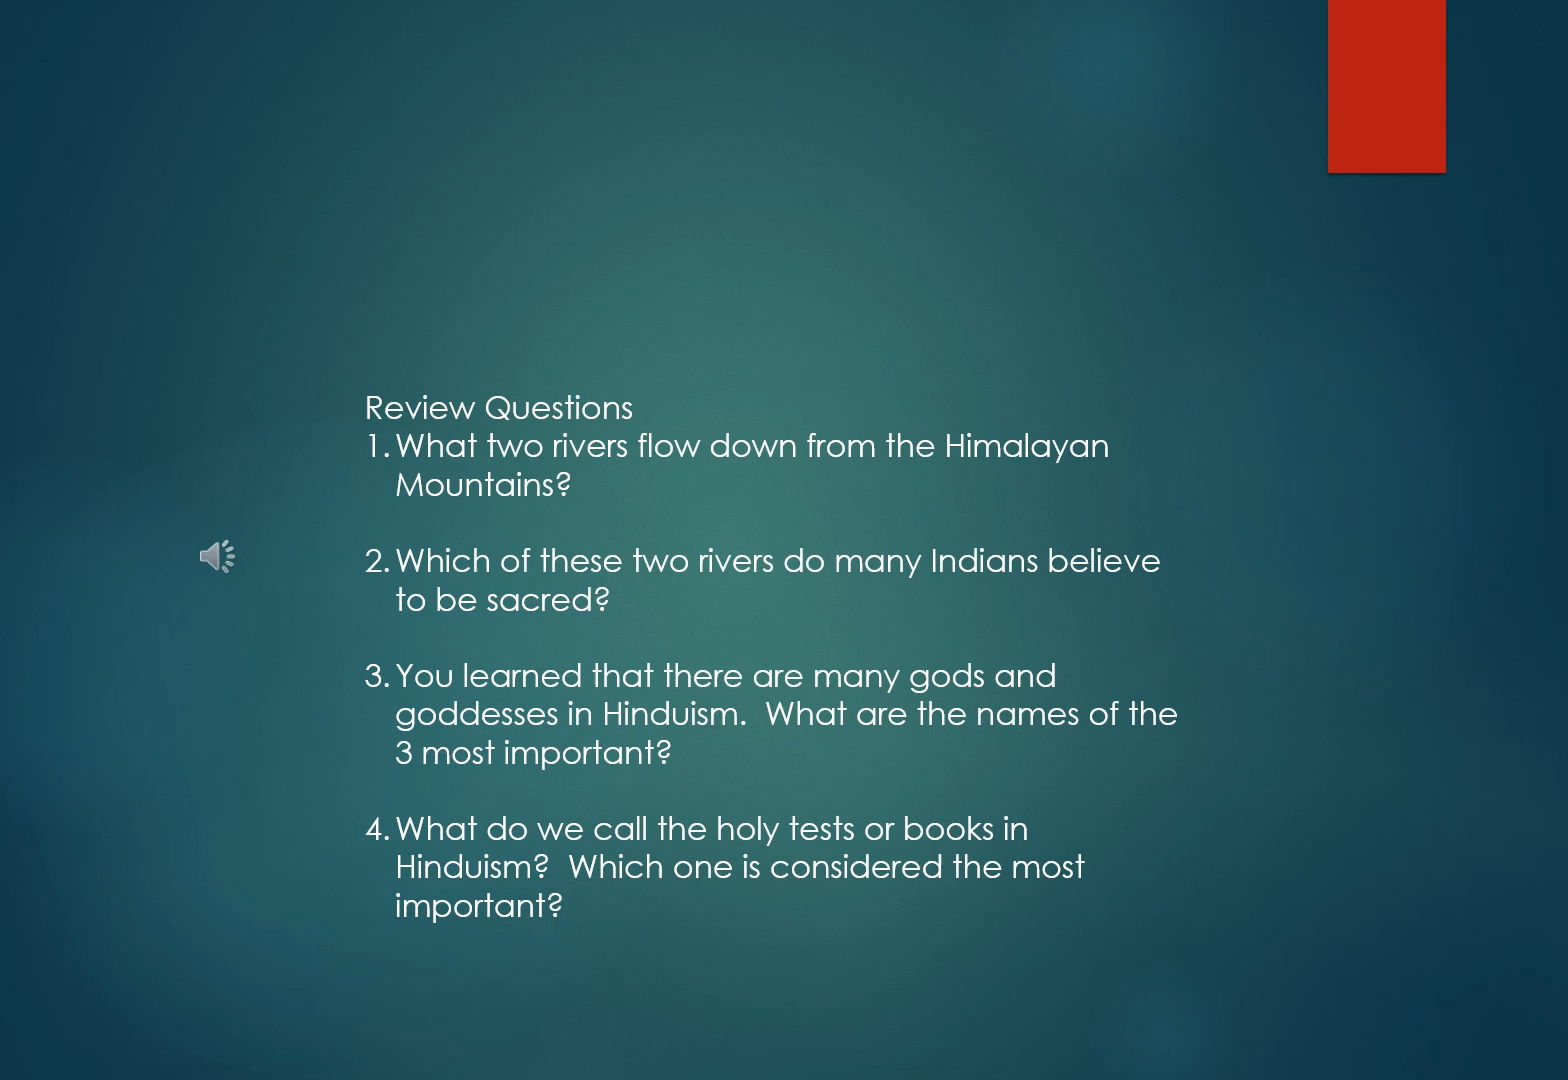 Review Questions
1. What two rivers flow down from the Himalayan
Mountains?
2. Which of these two rivers do many Indians believe
to be sacred?
3. You learned that there are many gods and
goddesses in Hinduism.  What are the names of the
3 most important?
4. What do we call the holy tests or books in
Hinduism?  Which one is considered the most
important?